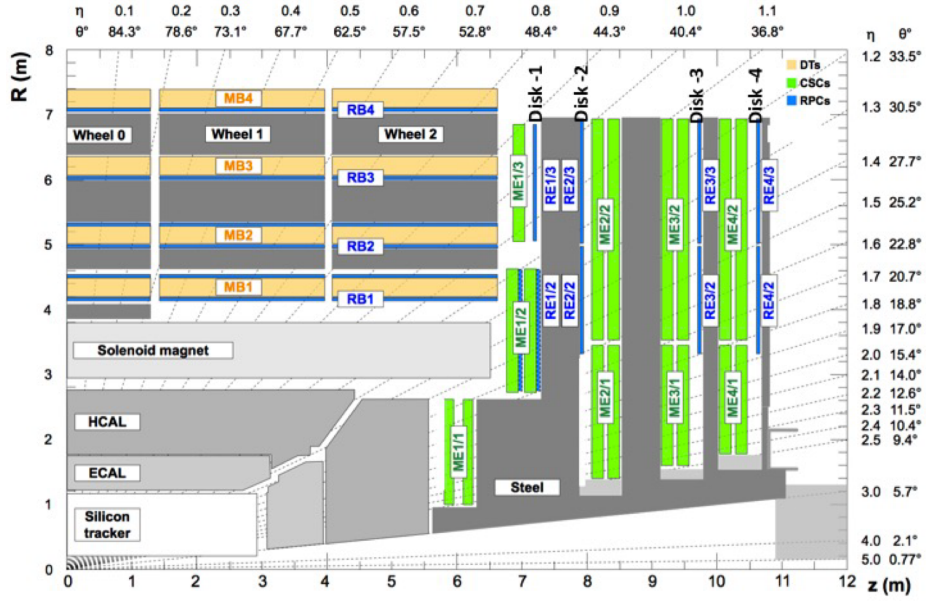 η 0.1 0.2 0.3 0.4 0.5 0.6 0.7 0.8 0.9 1.0 1.1
θ° 84.3° 78.6° 73.1° 67.7° 62.5° 57.5° 52.8° 48.4° 44.3° 40.4° 36.8° η θ°
R (m)
8
7
6
5
4
3
2
1
0
1.2 33.5°
1.3 30.5°
1.4 27.7°
1.5 25.2°
1.6 22.8°
1.7 20.7°
1.8 18.8°
1.9 17.0°
2.0 15.4°
2.1 14.0°
2.2 12.6°
2.3 11.5°
2.4 10.4°
2.5 9.4°
3.0 5.7°
4.0 2.1°
5.0 0.77°
DTs
CSCs
RPCs
Disk -1
Disk -2
Disk -3
Disk -4
MB4
RB4
Wheel 0
Wheel 1
Wheel 2
MB3
RB3
MB2
RB2
MB1
RB1
Solenoid magnet
HCAL
ECAL
Silicon
tracker
Steel
ME1/3
RE1/3
RE2/3
ME2/2
ME3/2
RE3/3
ME4/2
RE4/3
ME1/2
RE1/2
RE2/2
RE3/2
RE4/2
ME1/1
ME2/1
ME3/1
ME4/1
0 1 2 3 4 5 6 7 8 9 10 11 12
z (m)